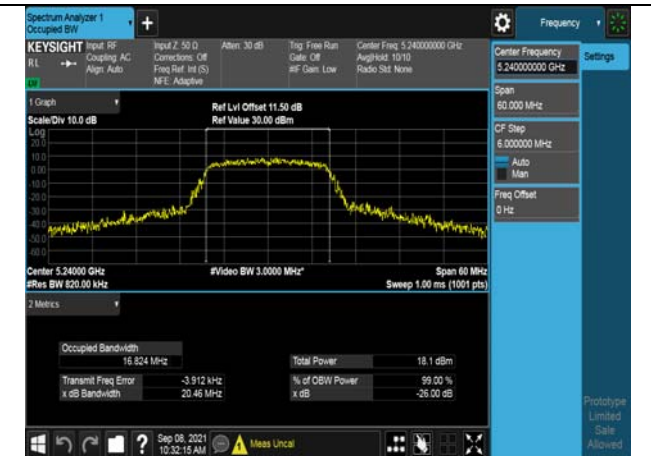 Spectrum Analyzer 1
Occupied BW
+
Frequency
KEYSIGHT
RL
Input: RF
Coupling: AC
Align: Auto
Input Z: 50 Ω
Corrections: Off
Freq Ref: Int (S)
NFE: Adaptive
Atten: 30 dB
Trig: Free Run
Gate: Off
#IF Gain: Low
Center Freq: 5.240000000 GHz
Avg|Hold: 10/10
Radio Std: None
Center Frequency
5.240000000 GHz
Settings
Span
60.000 MHz
CF Step
6.000000 MHz
Auto
Man
Freq Offset
0 Hz
1 Graph
Scale/Div 10.0 dB
Ref Lvl Offset 11.50 dB
Ref Value 30.00 dBm
Log
20.0
10.0
0.00
-10.0
-20.0
-30.0
-40.0
-50.0
-60.0
Center 5.24000 GHz
#Video BW 3.0000 MHz*
Span 60 MHz
#Res BW 820.00 kHz
Sweep 1.00 ms (1001 pts)
2 Metrics
Occupied Bandwidth
16.824 MHz
Total Power 18.1 dBm
Transmit Freq Error -3.912 kHz
% of OBW Power 99.00 %
x dB Bandwidth 20.46 MHz
x dB -26.00 dB
Prototype
Limited
Sale
Allowed
?
Sep 08, 2021
10:32:15 AM
Meas Uncal